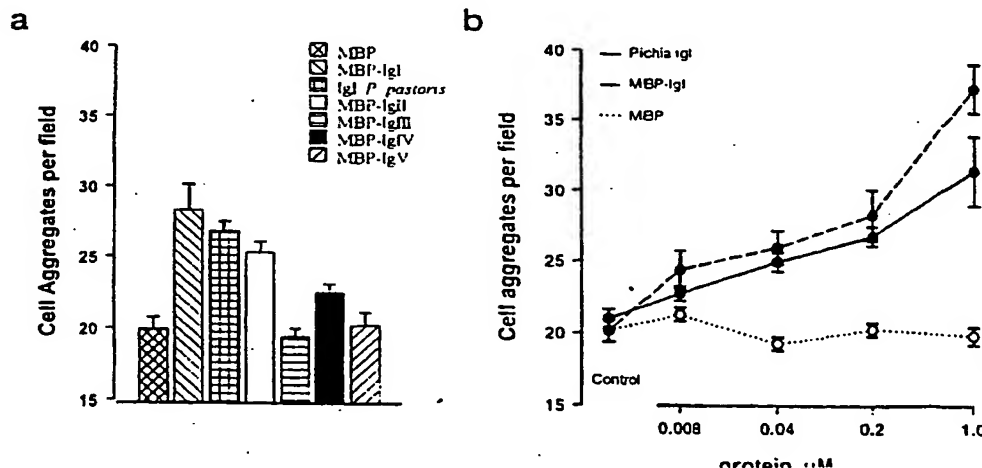 a
40
35
30
25
20
15
Cell Aggregates per field
MBP
MBP-IgI
IgI P pastoris
MBP-IgII
MBP-IgIII
MBP-IgIV
MBP-IgV
b
40
35
30
25
20
15
Cell aggregates per field
Pichia IgI
MBP-IgI
MBP
Control
0.008
0.04
0.2
1.0
protein, µM